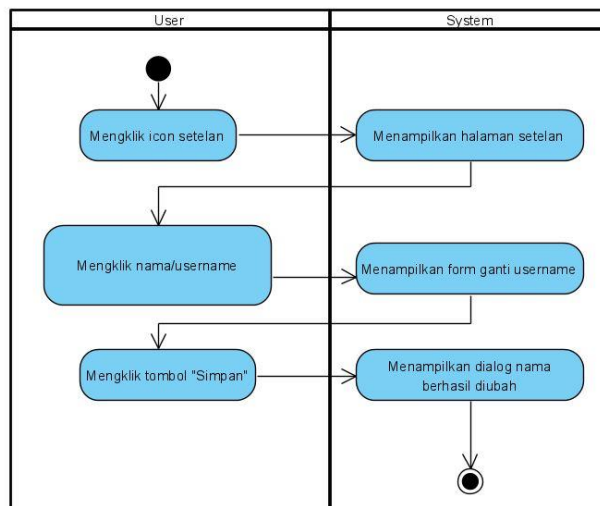 User
System
Mengklik icon setelan
Menampilkan halaman setelan
Mengklik nama/username
Menampilkan form ganti username
Mengklik tombol "Simpan"
Menampilkan dialog nama
berhasil diubah